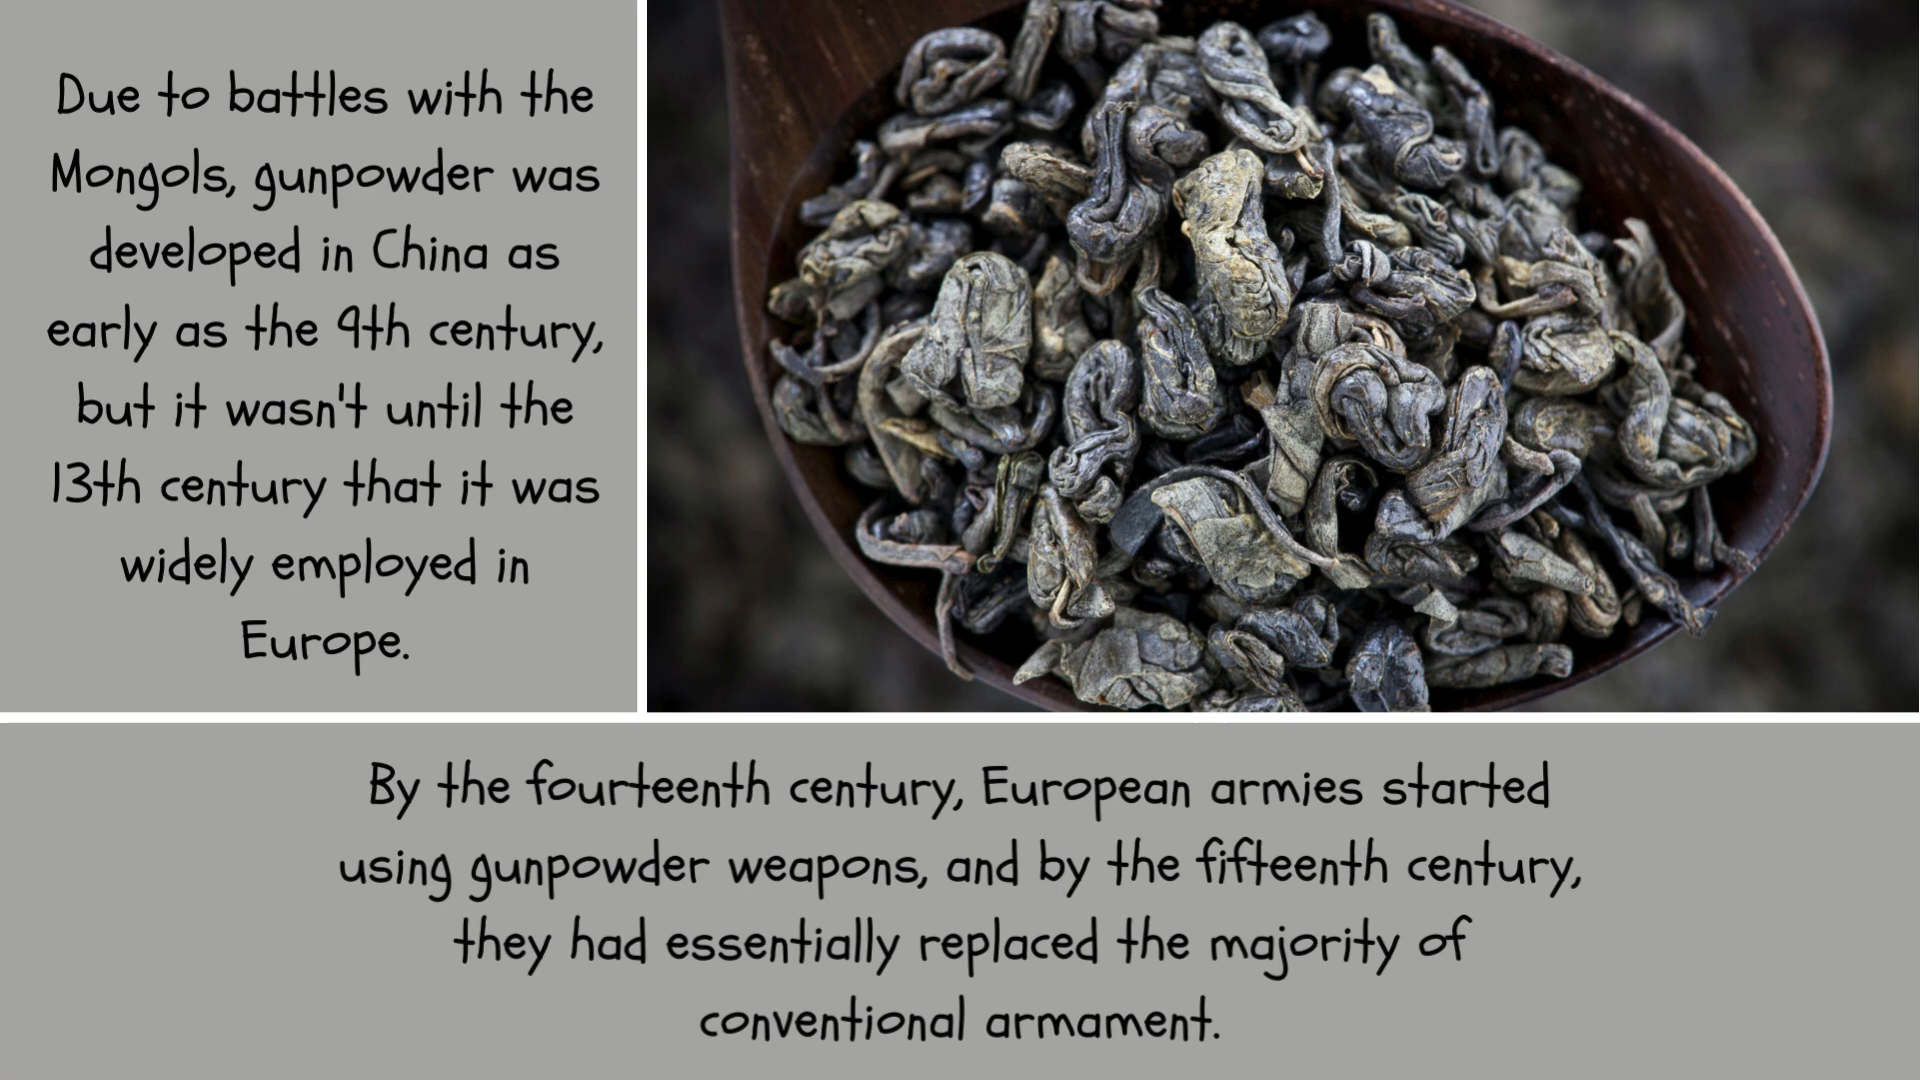 Due to battles with the
Mongols, gunpowder was
developed in China as
early as the 9th century,
but it wasn't until the
13th century that it was
widely employed in
Europe.
By the fourteenth century, European armies started
using gunpowder weapons, and by the fifteenth century,
they had essentially replaced the majority of
conventional armament.